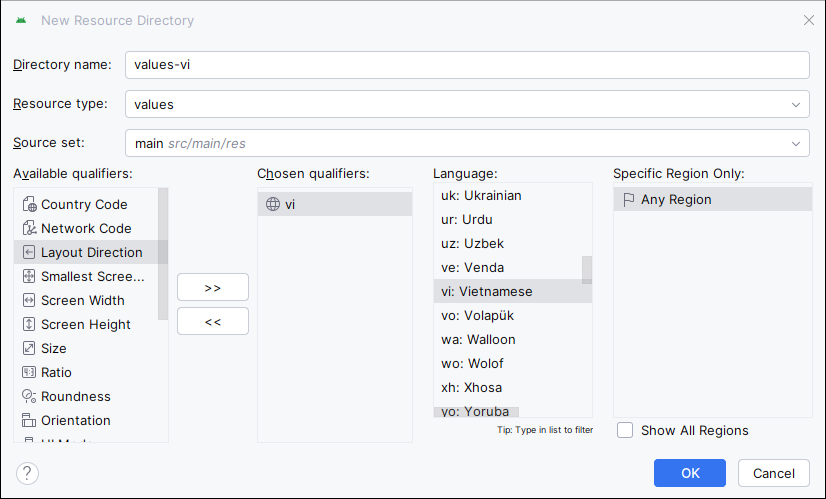 New Resource Directory
Directory name: values-vi
Resource type: values
Source set: main src/main/res
Available qualifiers:
Country Code
Network Code
Layout Direction
Smallest Scree...
Screen Width
Screen Height
Size
Ratio
Roundness
Orientation
>>
<<
Chosen qualifiers:
vi
Language:
uk: Ukrainian
ur: Urdu
uz: Uzbek
ve: Venda
vi: Vietnamese
vo: Volapük
wa: Walloon
wo: Wolof
xh: Xhosa
yo: Yoruba
Tip: Type in list to filter
Specific Region Only:
Any Region
Show All Regions
?
OK
Cancel